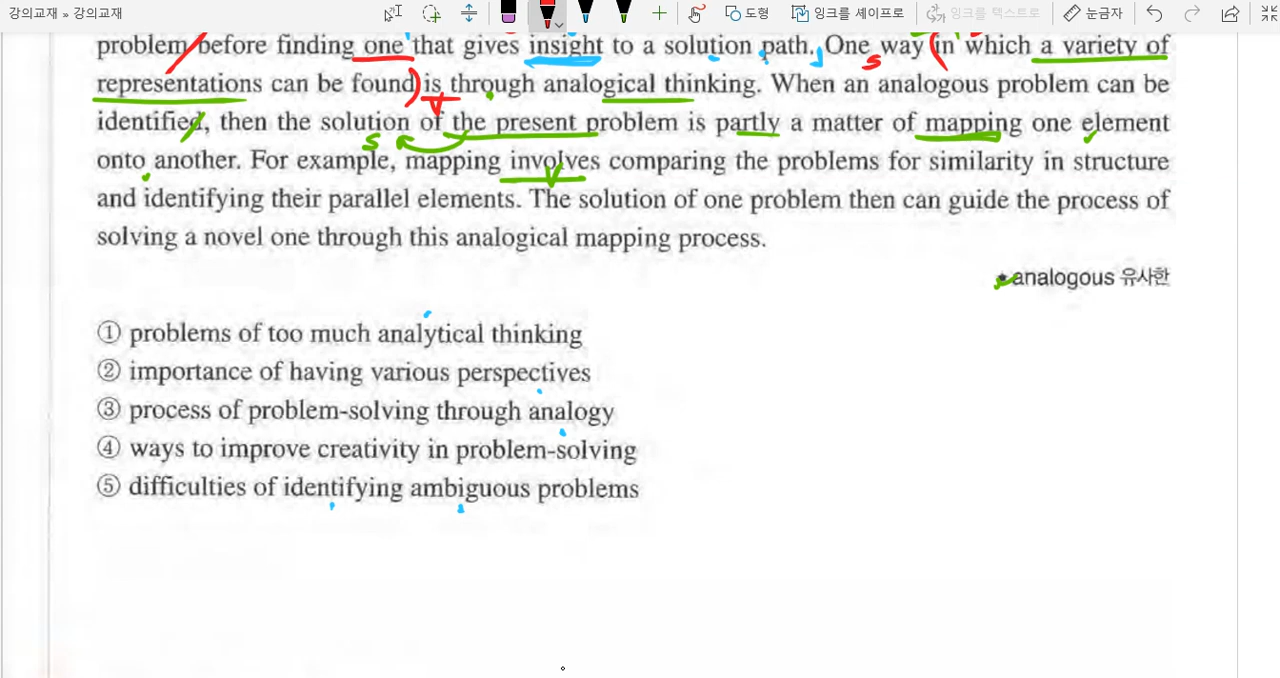 강의교재 » 강의교재
도형
잉크를 셰이프로
잉크를 텍스트로
눈금자
problem before finding one that gives insight to a solution path. One way in which a variety of
representations can be found is through analogical thinking. When an analogous problem can be
identified, then the solution of the present problem is partly a matter of mapping one element
onto another. For example, mapping involves comparing the problems for similarity in structure
and identifying their parallel elements. The solution of one problem then can guide the process of
solving a novel one through this analogical mapping process.
*analogous 유사한
① problems of too much analytical thinking
② importance of having various perspectives
③ process of problem-solving through analogy
④ ways to improve creativity in problem-solving
⑤ difficulties of identifying ambiguous problems